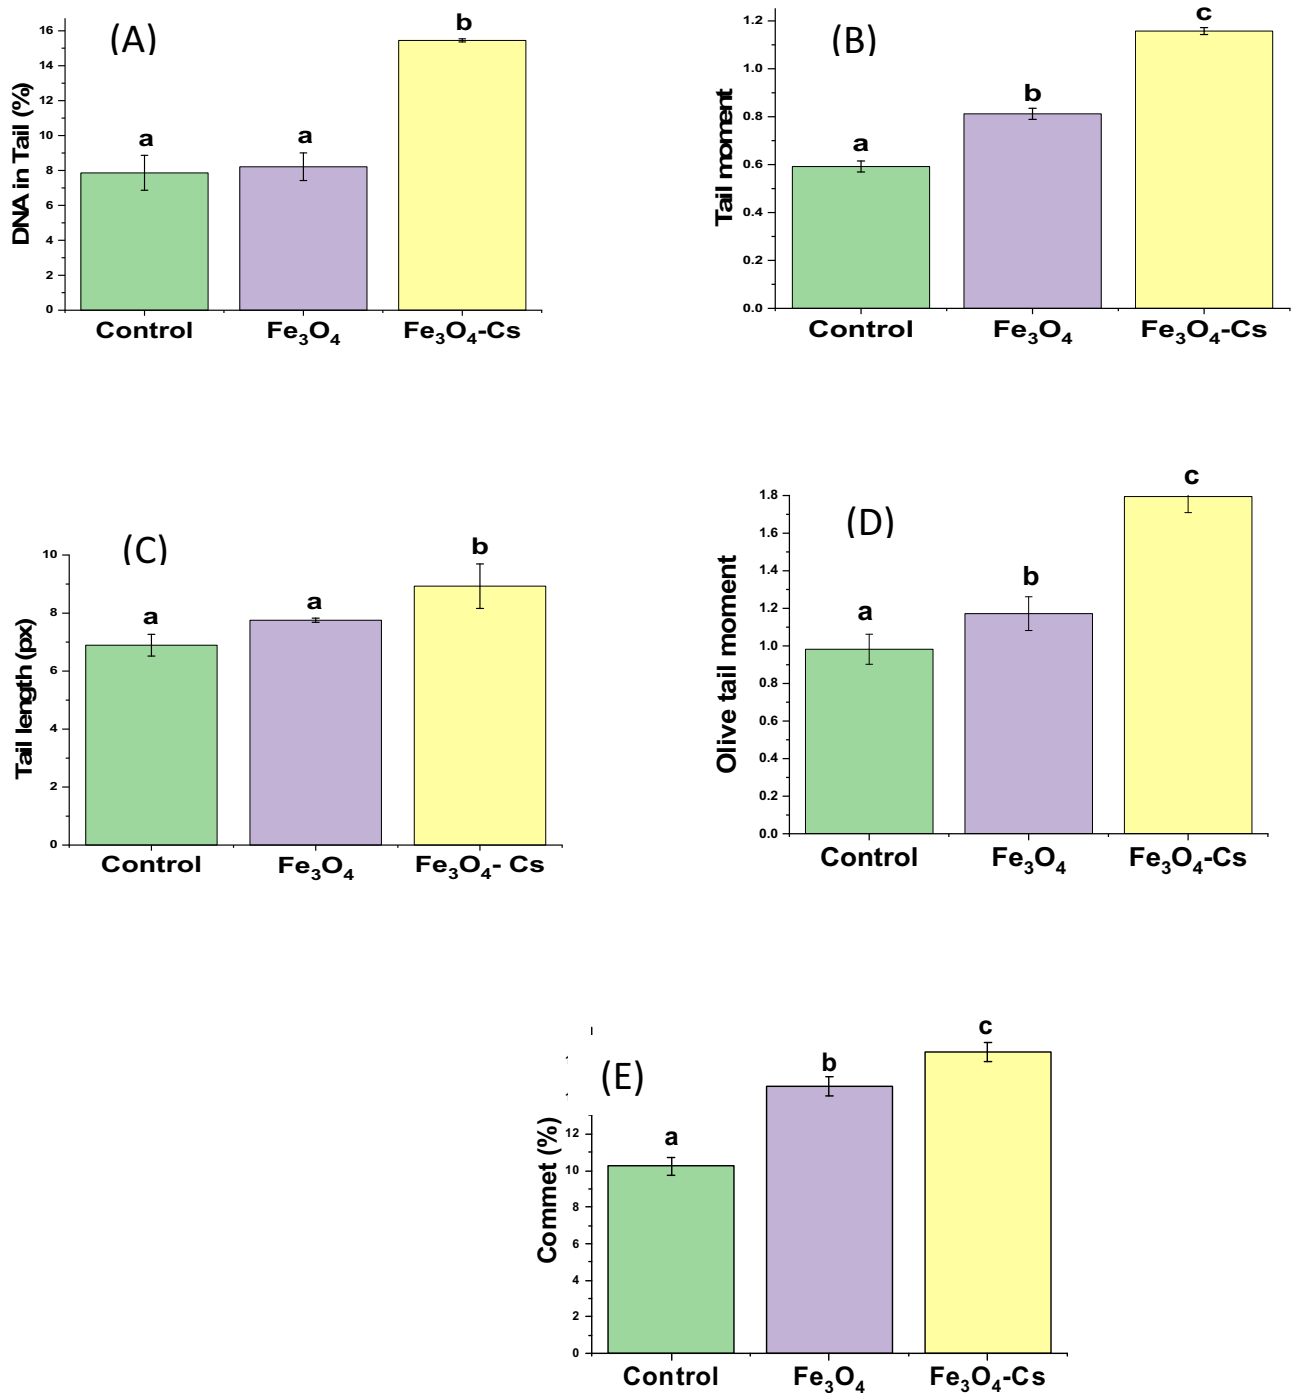 (A)
b
a
a
16
14
12
10
8
6
4
2
0
DNA in Tail (%)
Control
Fe₃O₄
Fe₃O₄-Cs
(B)
c
b
a
1.2
1.0
0.8
0.6
0.4
0.2
0.0
Tail moment
Control
Fe₃O₄
Fe₃O₄-Cs
(C)
b
a
a
10
8
6
4
2
0
Tail length (px)
Control
Fe₃O₄
Fe₃O₄- Cs
(D)
c
b
a
1.8
1.6
1.4
1.2
1.0
0.8
0.6
0.4
0.2
0.0
Olive tail moment
Control
Fe₃O₄
Fe₃O₄-Cs
(E)
c
b
a
12
10
8
6
4
2
0
Commet (%)
Control
Fe₃O₄
Fe₃O₄-Cs